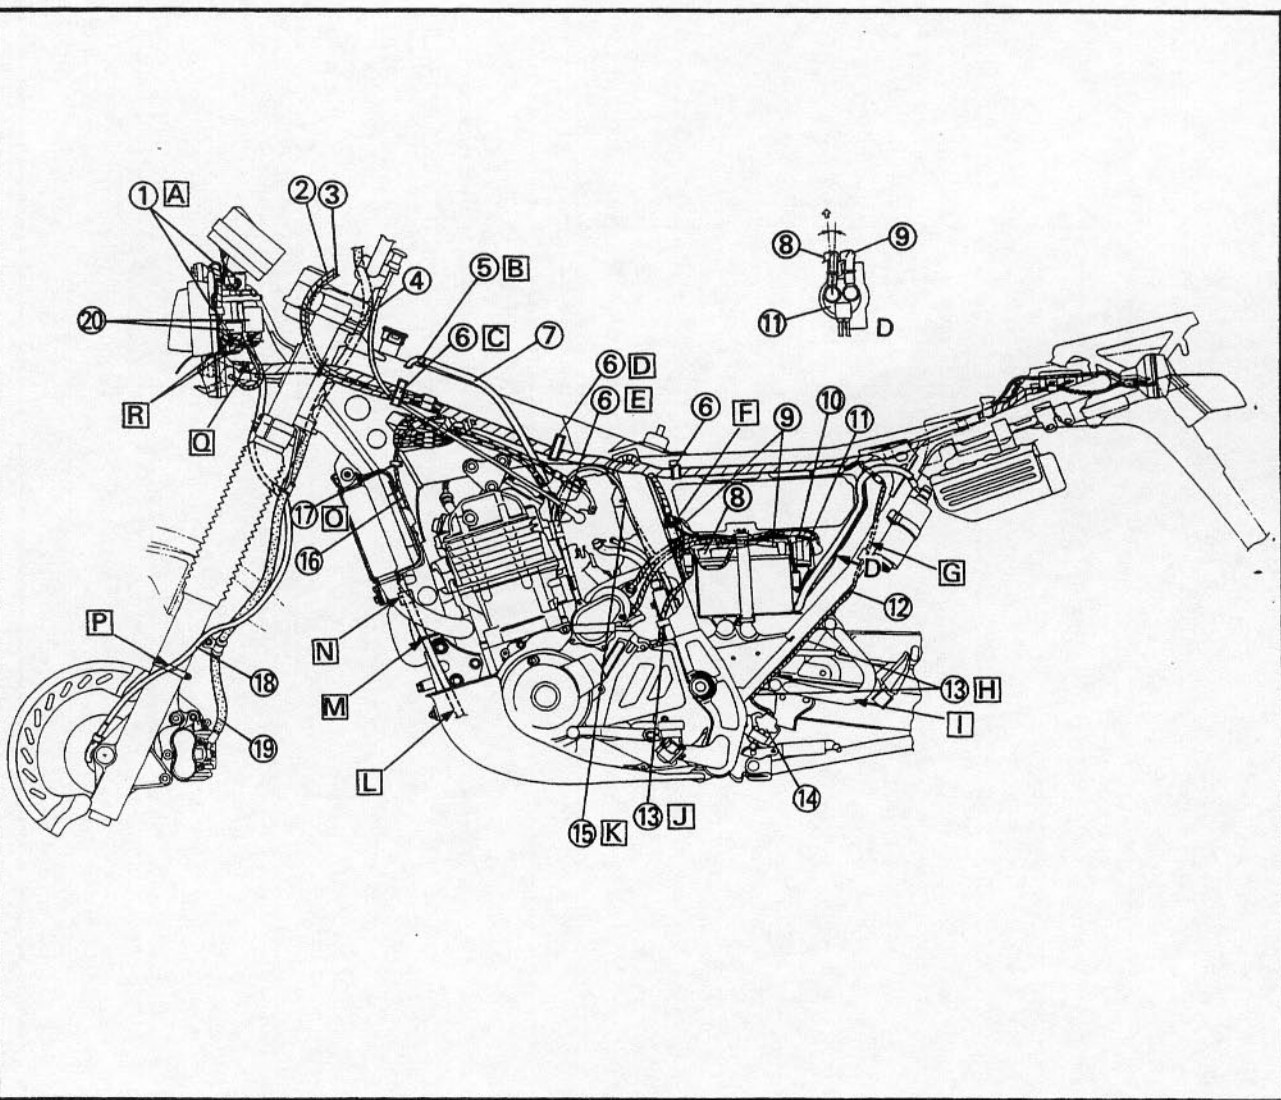 ① A
② ③
⑧ ⑨
④
⑤ B
⑳
⑪
D
⑥ C
⑦
⑥ D
⑥ E
⑥ F
⑨ ⑩ ⑪
R
Q
⑧
⑰ O
⑯
D
G
⑫
P
N
⑱
⑬ H
M
I
⑲
L
⑭
⑮ K
⑬ J